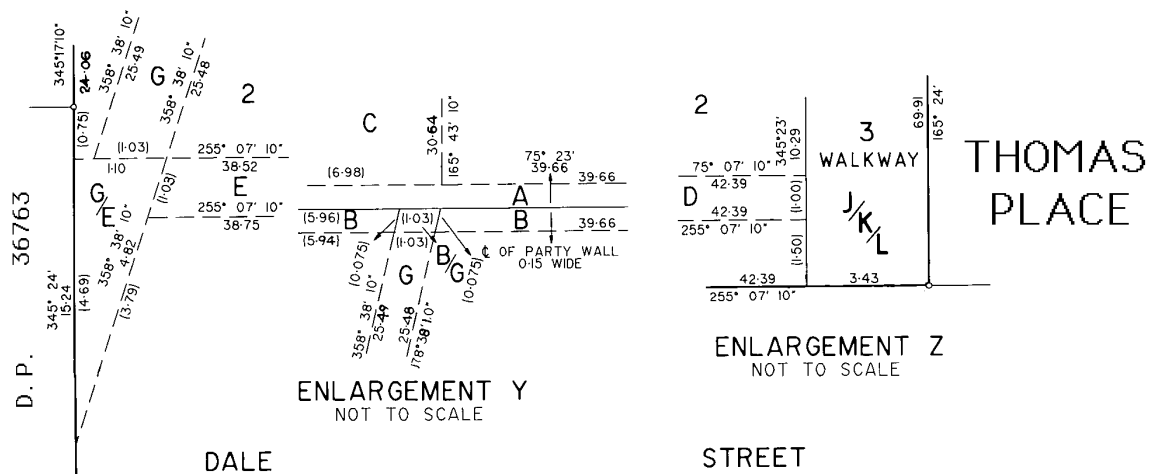 345°17'10"
24·06
358° 38' 10"
25·49
G
358° 38' 10"
25·48
2
(0.75)
(1·03)
1·10
255° 07' 10"
38·52
(1·03)
E
G/E
255° 07' 10"
38·75
358° 38' 10"
4·82
(3·79)
345° 24'
15·24
(4·69)
D.P. 36763
C
30·64
165° 43' 10"
75° 23'
39·66
(6·98)
39·66
A
(5·96)
B
(1·03)
B
(5·94)
(1·03)
39·66
(0·075)
B/G
(0·075)
℄ OF PARTY WALL
0·15 WIDE
G
358° 38' 10"
25·49
25·48
178°38'10"
ENLARGEMENT Y
NOT TO SCALE
2
345°23'
10·29
3
WALKWAY
69·91
165° 24'
75° 07' 10"
42·39
D
(1·00)
42·39
255° 07' 10"
(1·50)
J/K/L
42·39
255° 07' 10"
3·43
ENLARGEMENT Z
NOT TO SCALE
THOMAS
PLACE
DALE STREET